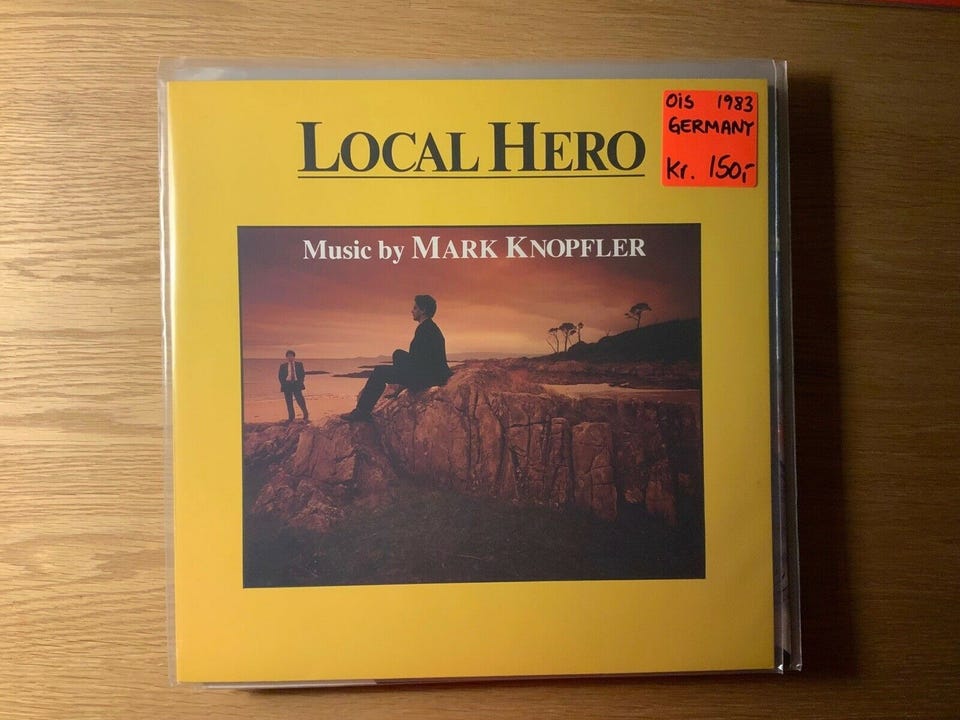 LOCAL HERO
OiS 1983
GERMANY
Kr. 150,-
Music by MARK KNOPFLER